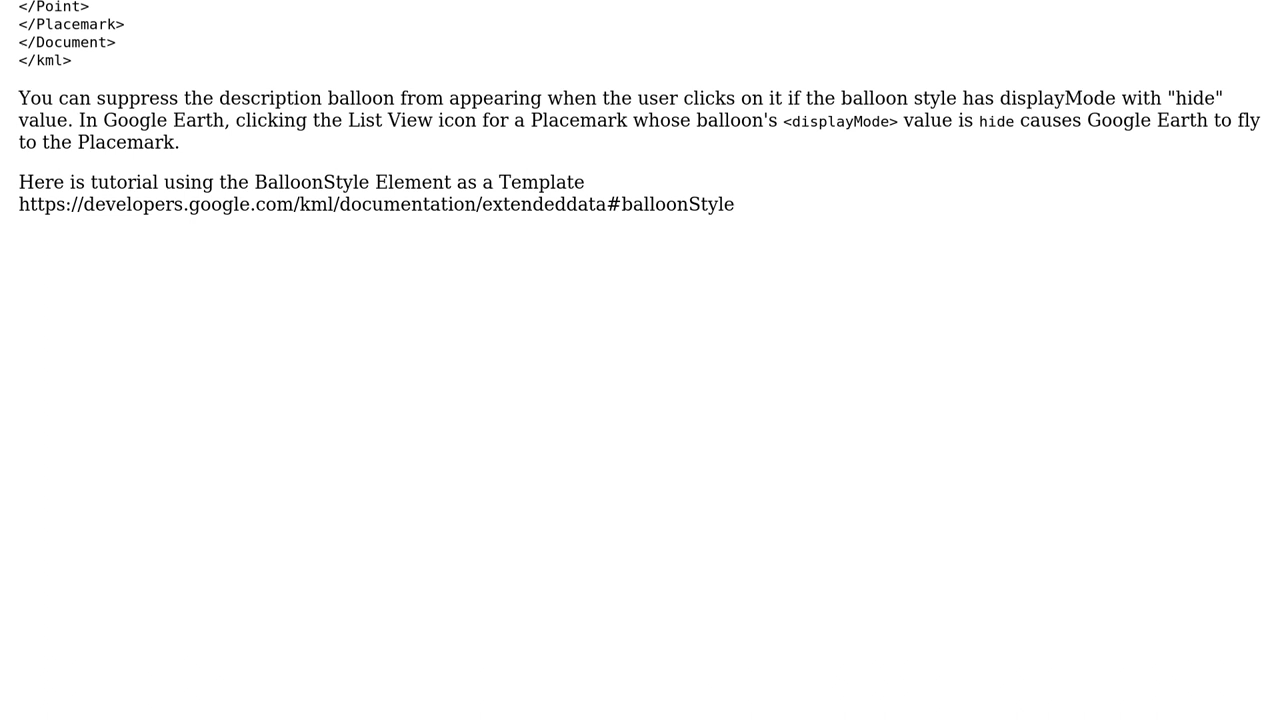 </Point>
</Placemark>
</Document>
</kml>
You can suppress the description balloon from appearing when the user clicks on it if the balloon style has displayMode with "hide"
value. In Google Earth, clicking the List View icon for a Placemark whose balloon's <displayMode> value is hide causes Google Earth to fly
to the Placemark.
Here is tutorial using the BalloonStyle Element as a Template
https://developers.google.com/kml/documentation/extendeddata#balloonStyle